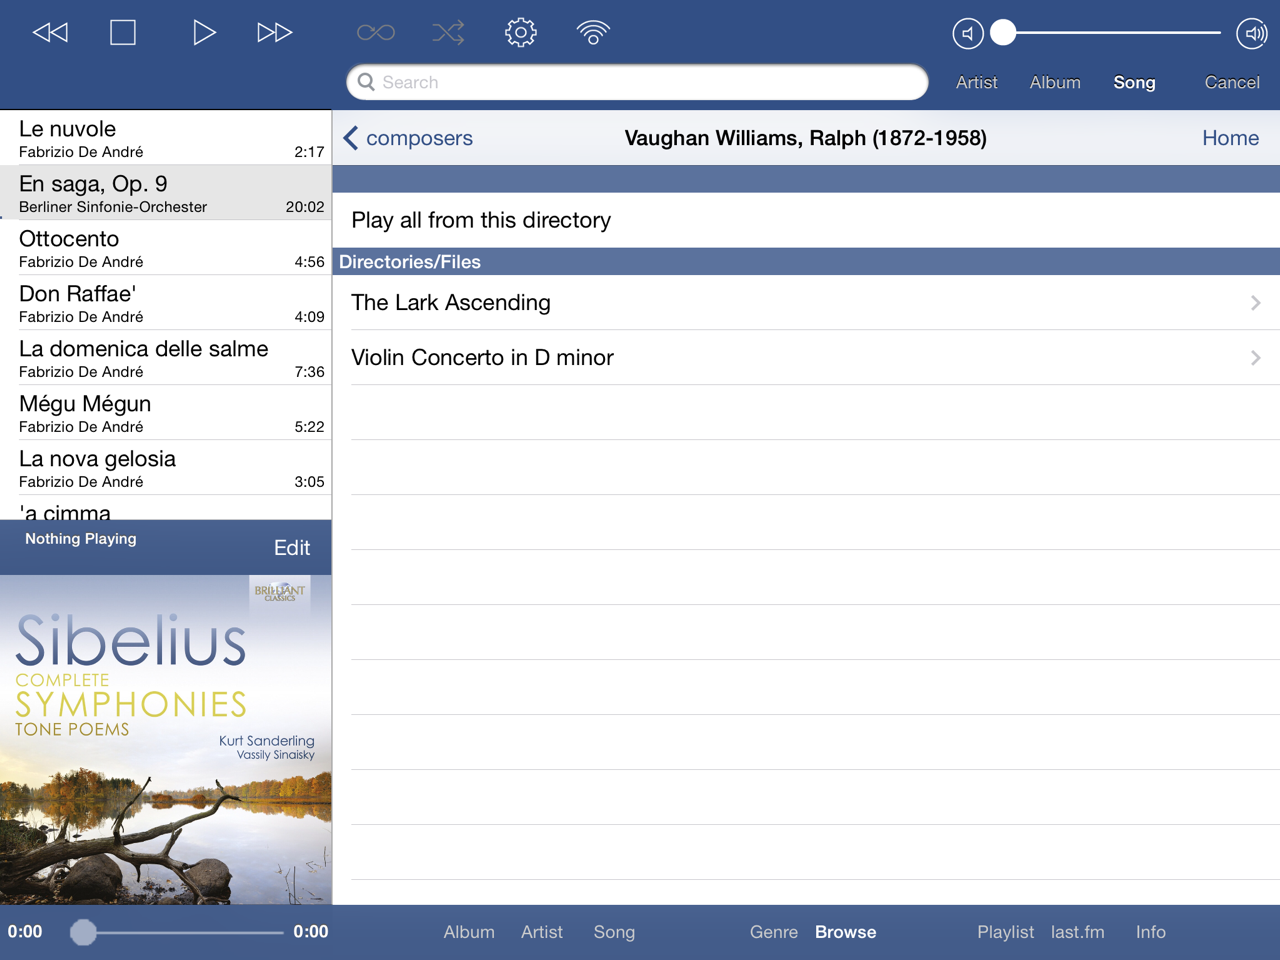 Search
Artist Album Song Cancel
Le nuvole
Fabrizio De André 2:17
En saga, Op. 9
Berliner Sinfonie-Orchester 20:02
Ottocento
Fabrizio De André 4:56
Don Raffae'
Fabrizio De André 4:09
La domenica delle salme
Fabrizio De André 7:36
Mégu Mégun
Fabrizio De André 5:22
La nova gelosia
Fabrizio De André 3:05
'a cimma
Nothing Playing
Edit
BRILLIANT
CLASSICS
Sibelius
COMPLETE
SYMPHONIES
TONE POEMS
Kurt Sanderling
Vassily Sinaisky
composers Vaughan Williams, Ralph (1872-1958) Home
Play all from this directory
Directories/Files
The Lark Ascending
Violin Concerto in D minor
0:00 0:00 Album Artist Song Genre Browse Playlist last.fm Info